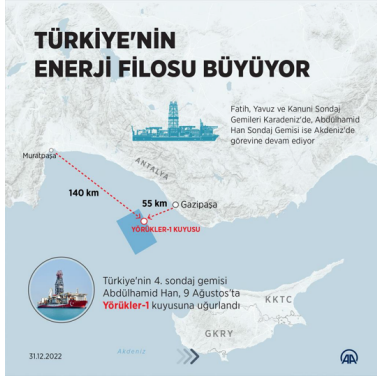 TÜRKİYE'NİN
ENERJİ FİLOSU BÜYÜYOR
Fatih, Yavuz ve Kanuni Sondaj
Gemileri Karadeniz'de, Abdülhamid
Han Sondaj Gemisi ise Akdeniz'de
görevine devam ediyor
Muratpaşa
ANTALYA
140 km
55 km
Gazipaşa
YÖRÜKLER-1 KUYUSU
Türkiye'nin 4. sondaj gemisi
Abdülhamid Han, 9 Ağustos'ta
Yörükler-1 kuyusuna uğurlandı
KKTC
GKRY
31.12.2022
Akdeniz
AA